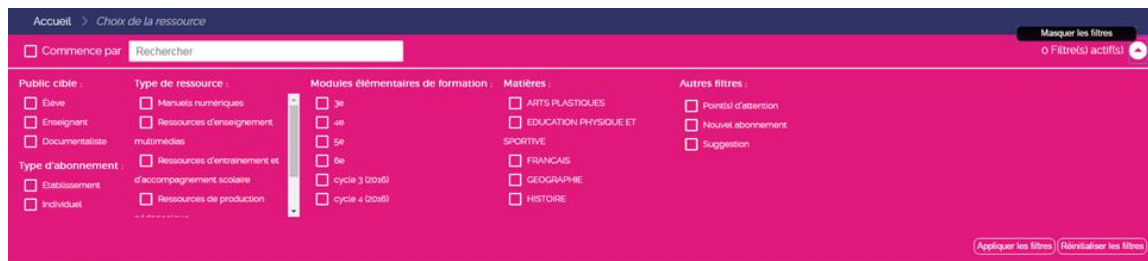 Accueil > Choix de la ressource
Masquer les filtres
Commence par Rechercher
0 Filtre(s) actif(s)
Public cible :
Élève
Enseignant
Documentaliste
Type d'abonnement :
Etablissement
Individuel
Type de ressource :
Manuels numériques
Ressources d'enseignement
multimédias
Ressources d'entrainement et
d'accompagnement scolaire
Ressources de production
Modules élémentaires de formation :
3e
4e
5e
6e
cycle 3 (2016)
cycle 4 (2016)
Matières :
ARTS PLASTIQUES
EDUCATION PHYSIQUE ET
SPORTIVE
FRANCAIS
GEOGRAPHIE
HISTOIRE
Autres filtres :
Point(s) d'attention
Nouvel abonnement
Suggestion
Appliquer les filtres Réinitialiser les filtres